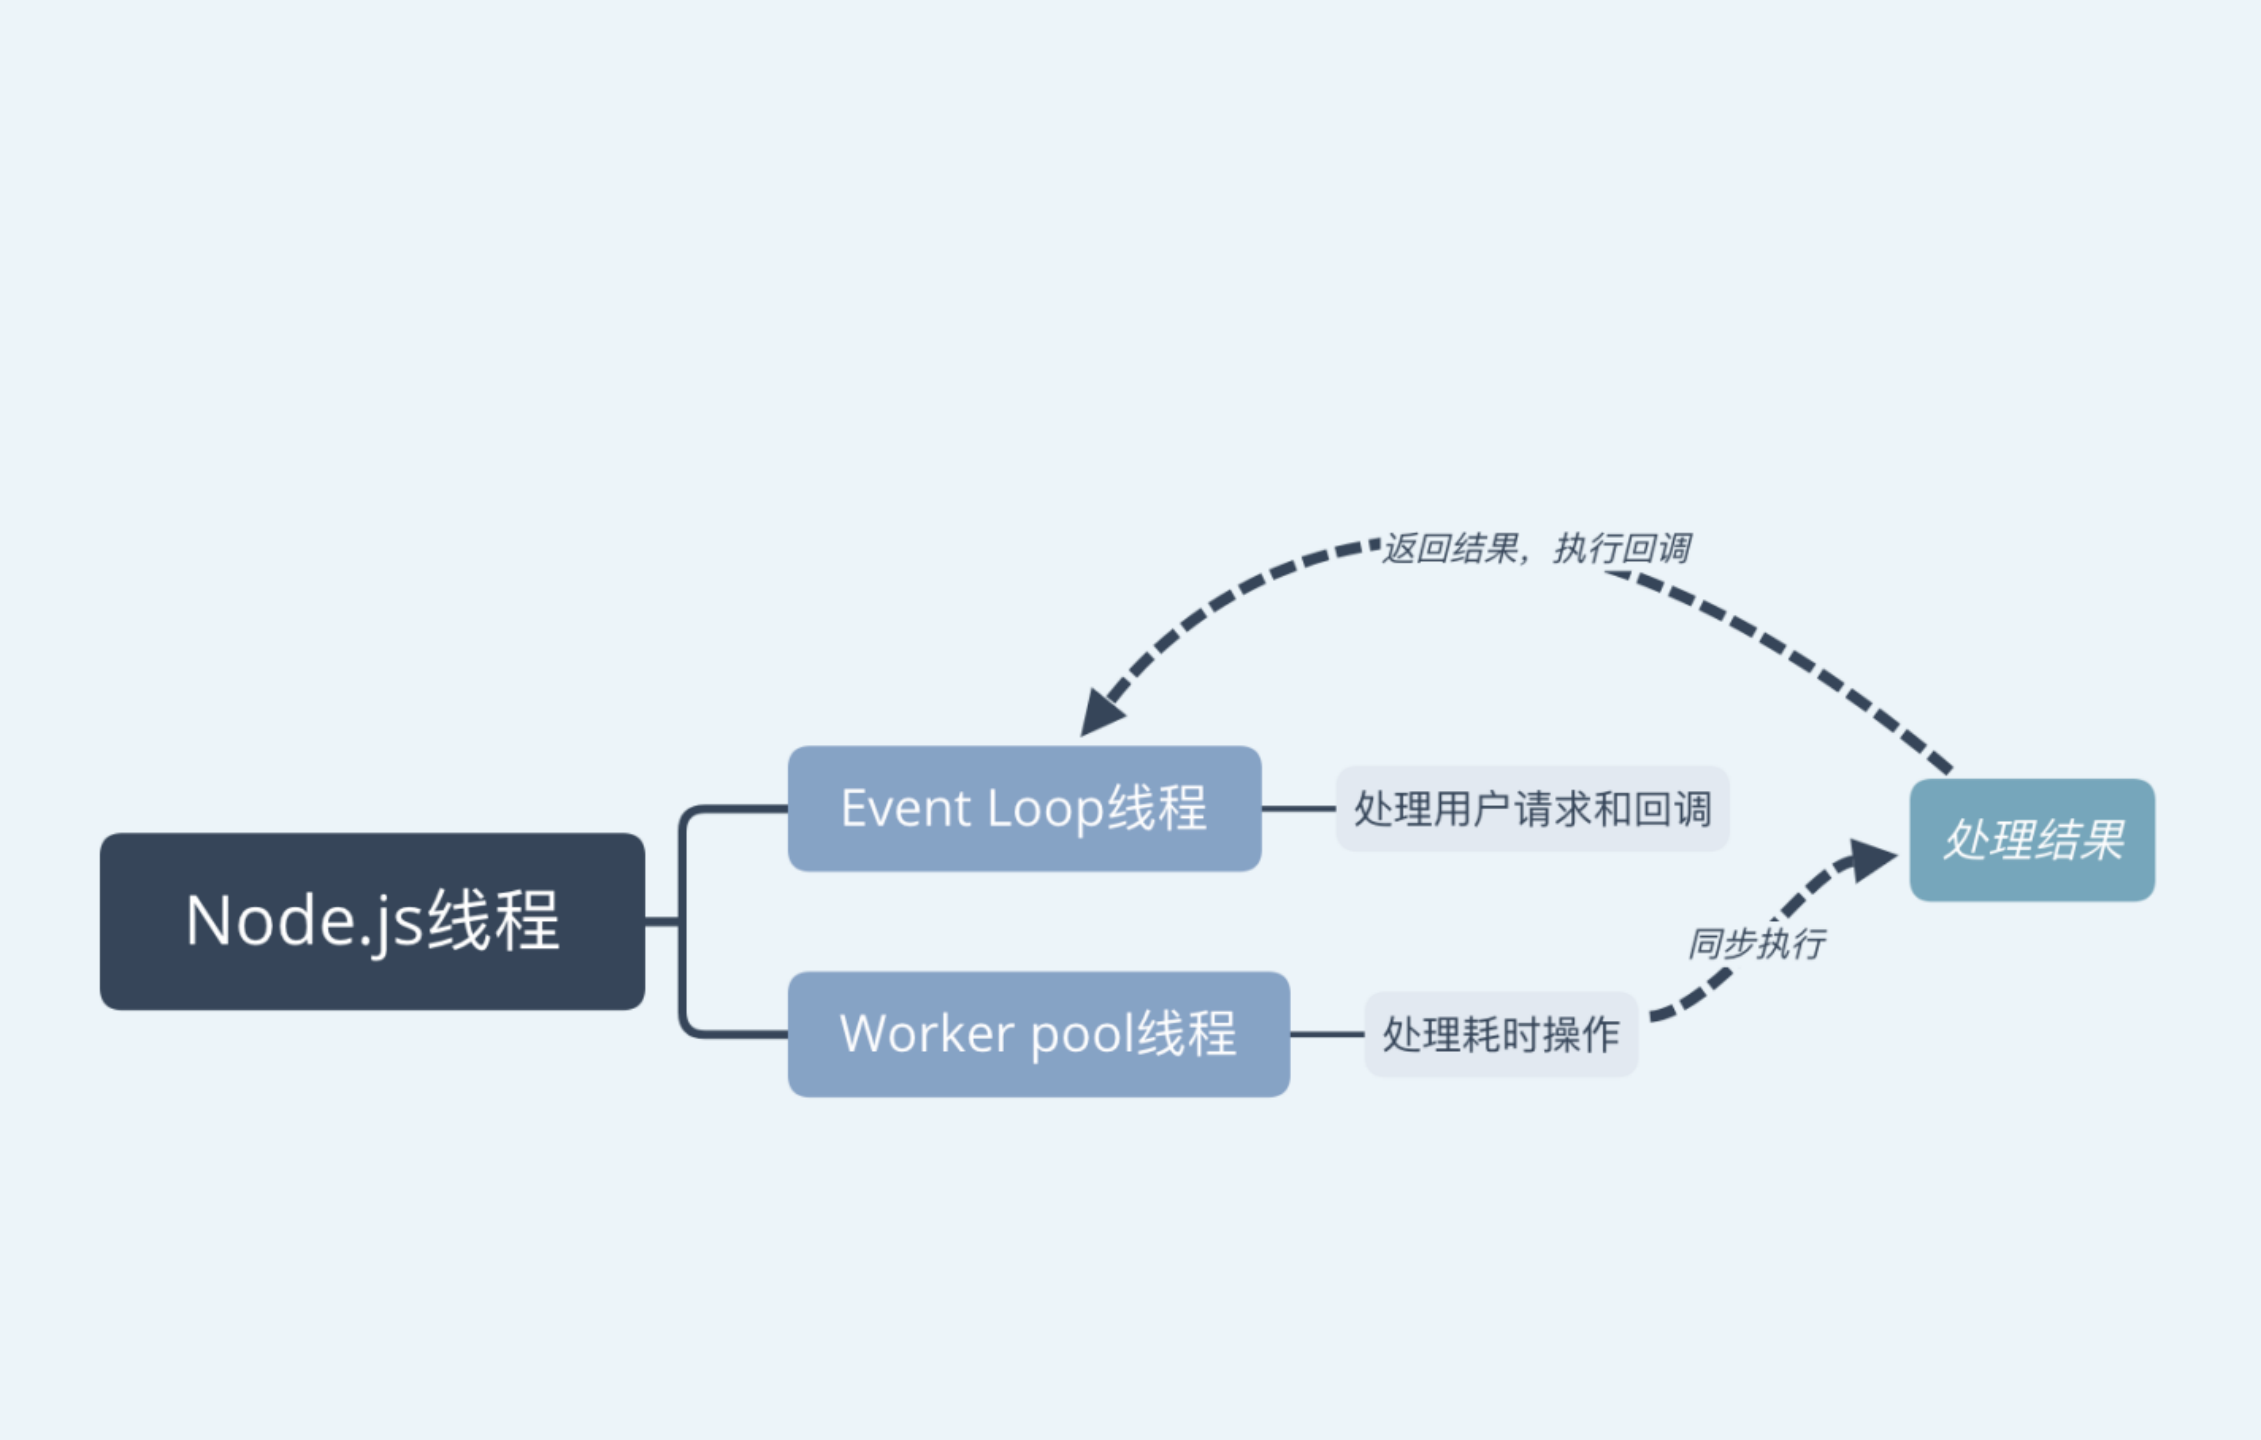 返回结果，执行回调
Event Loop线程
处理用户请求和回调
处理结果
Node.js线程
同步执行
Worker pool线程
处理耗时操作